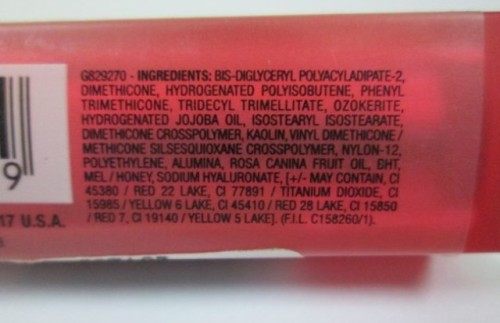 G829270 - INGREDIENTS: BIS-DIGLYCERYL POLYACYLADIPATE-2,
DIMETHICONE, HYDROGENATED POLYISOBUTENE, PHENYL
TRIMETHICONE, TRIDECYL TRIMELLITATE, OZOKERITE,
HYDROGENATED JOJOBA OIL, ISOSTEARYL ISOSTEARATE,
DIMETHICONE CROSSPOLYMER, KAOLIN, VINYL DIMETHICONE /
METHICONE SILSESQUIOXANE CROSSPOLYMER, NYLON-12,
POLYETHYLENE, ALUMINA, ROSA CANINA FRUIT OIL, BHT,
MEL / HONEY, SODIUM HYALURONATE, [+/- MAY CONTAIN, CI
45380 / RED 22 LAKE, CI 77891 / TITANIUM DIOXIDE, CI
15985 / YELLOW 6 LAKE, CI 45410 / RED 28 LAKE, CI 15850
/ RED 7, CI 19140 / YELLOW 5 LAKE]. (F.I.L. C158260/1).
9
17 U.S.A.